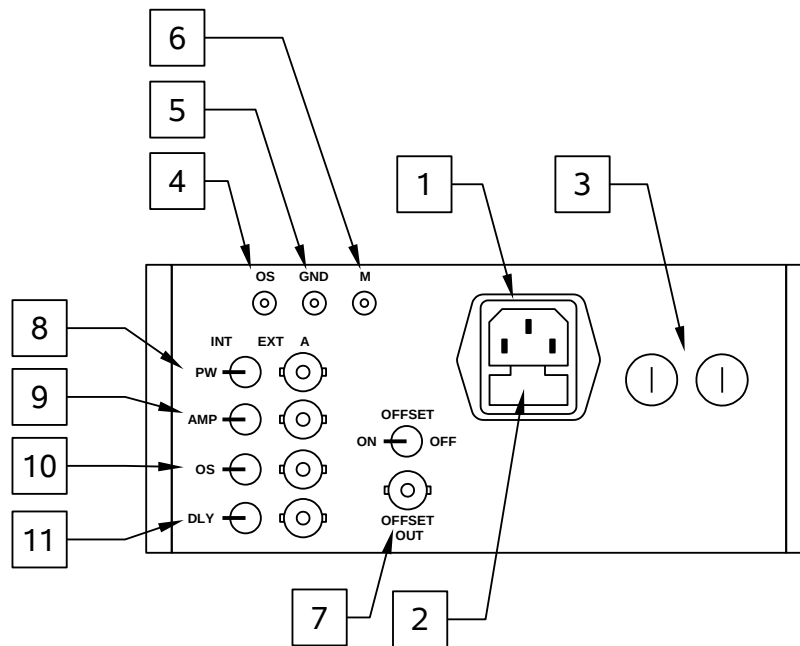 6
5
4
1
3
OS GND M
8
INT EXT A
PW
9
AMP
OFFSET
ON OFF
10
OS
11
DLY
OFFSET
OUT
7
2